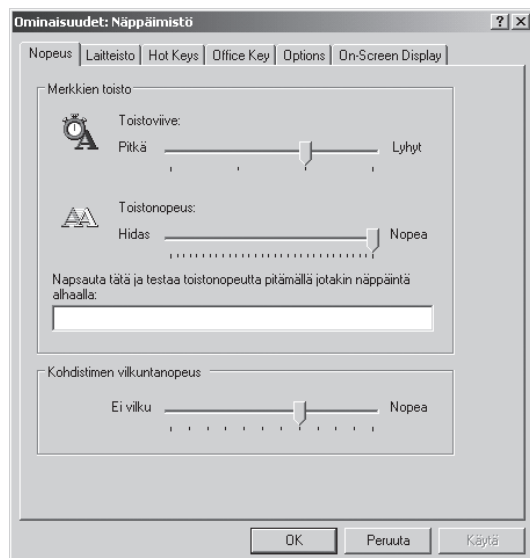 Ominaisuudet: Näppäimistö
Nopeus Laitteisto Hot Keys Office Key Options On-Screen Display
Merkkien toisto
Toistoviive:
Pitkä Lyhyt
Toistonopeus:
Hidas Nopea
Napsauta tätä ja testaa toistonopeutta pitämällä jotakin näppäintä
alhaalla:
Kohdistimen vilkuntanopeus
Ei vilku Nopea
OK Peruuta Käytä